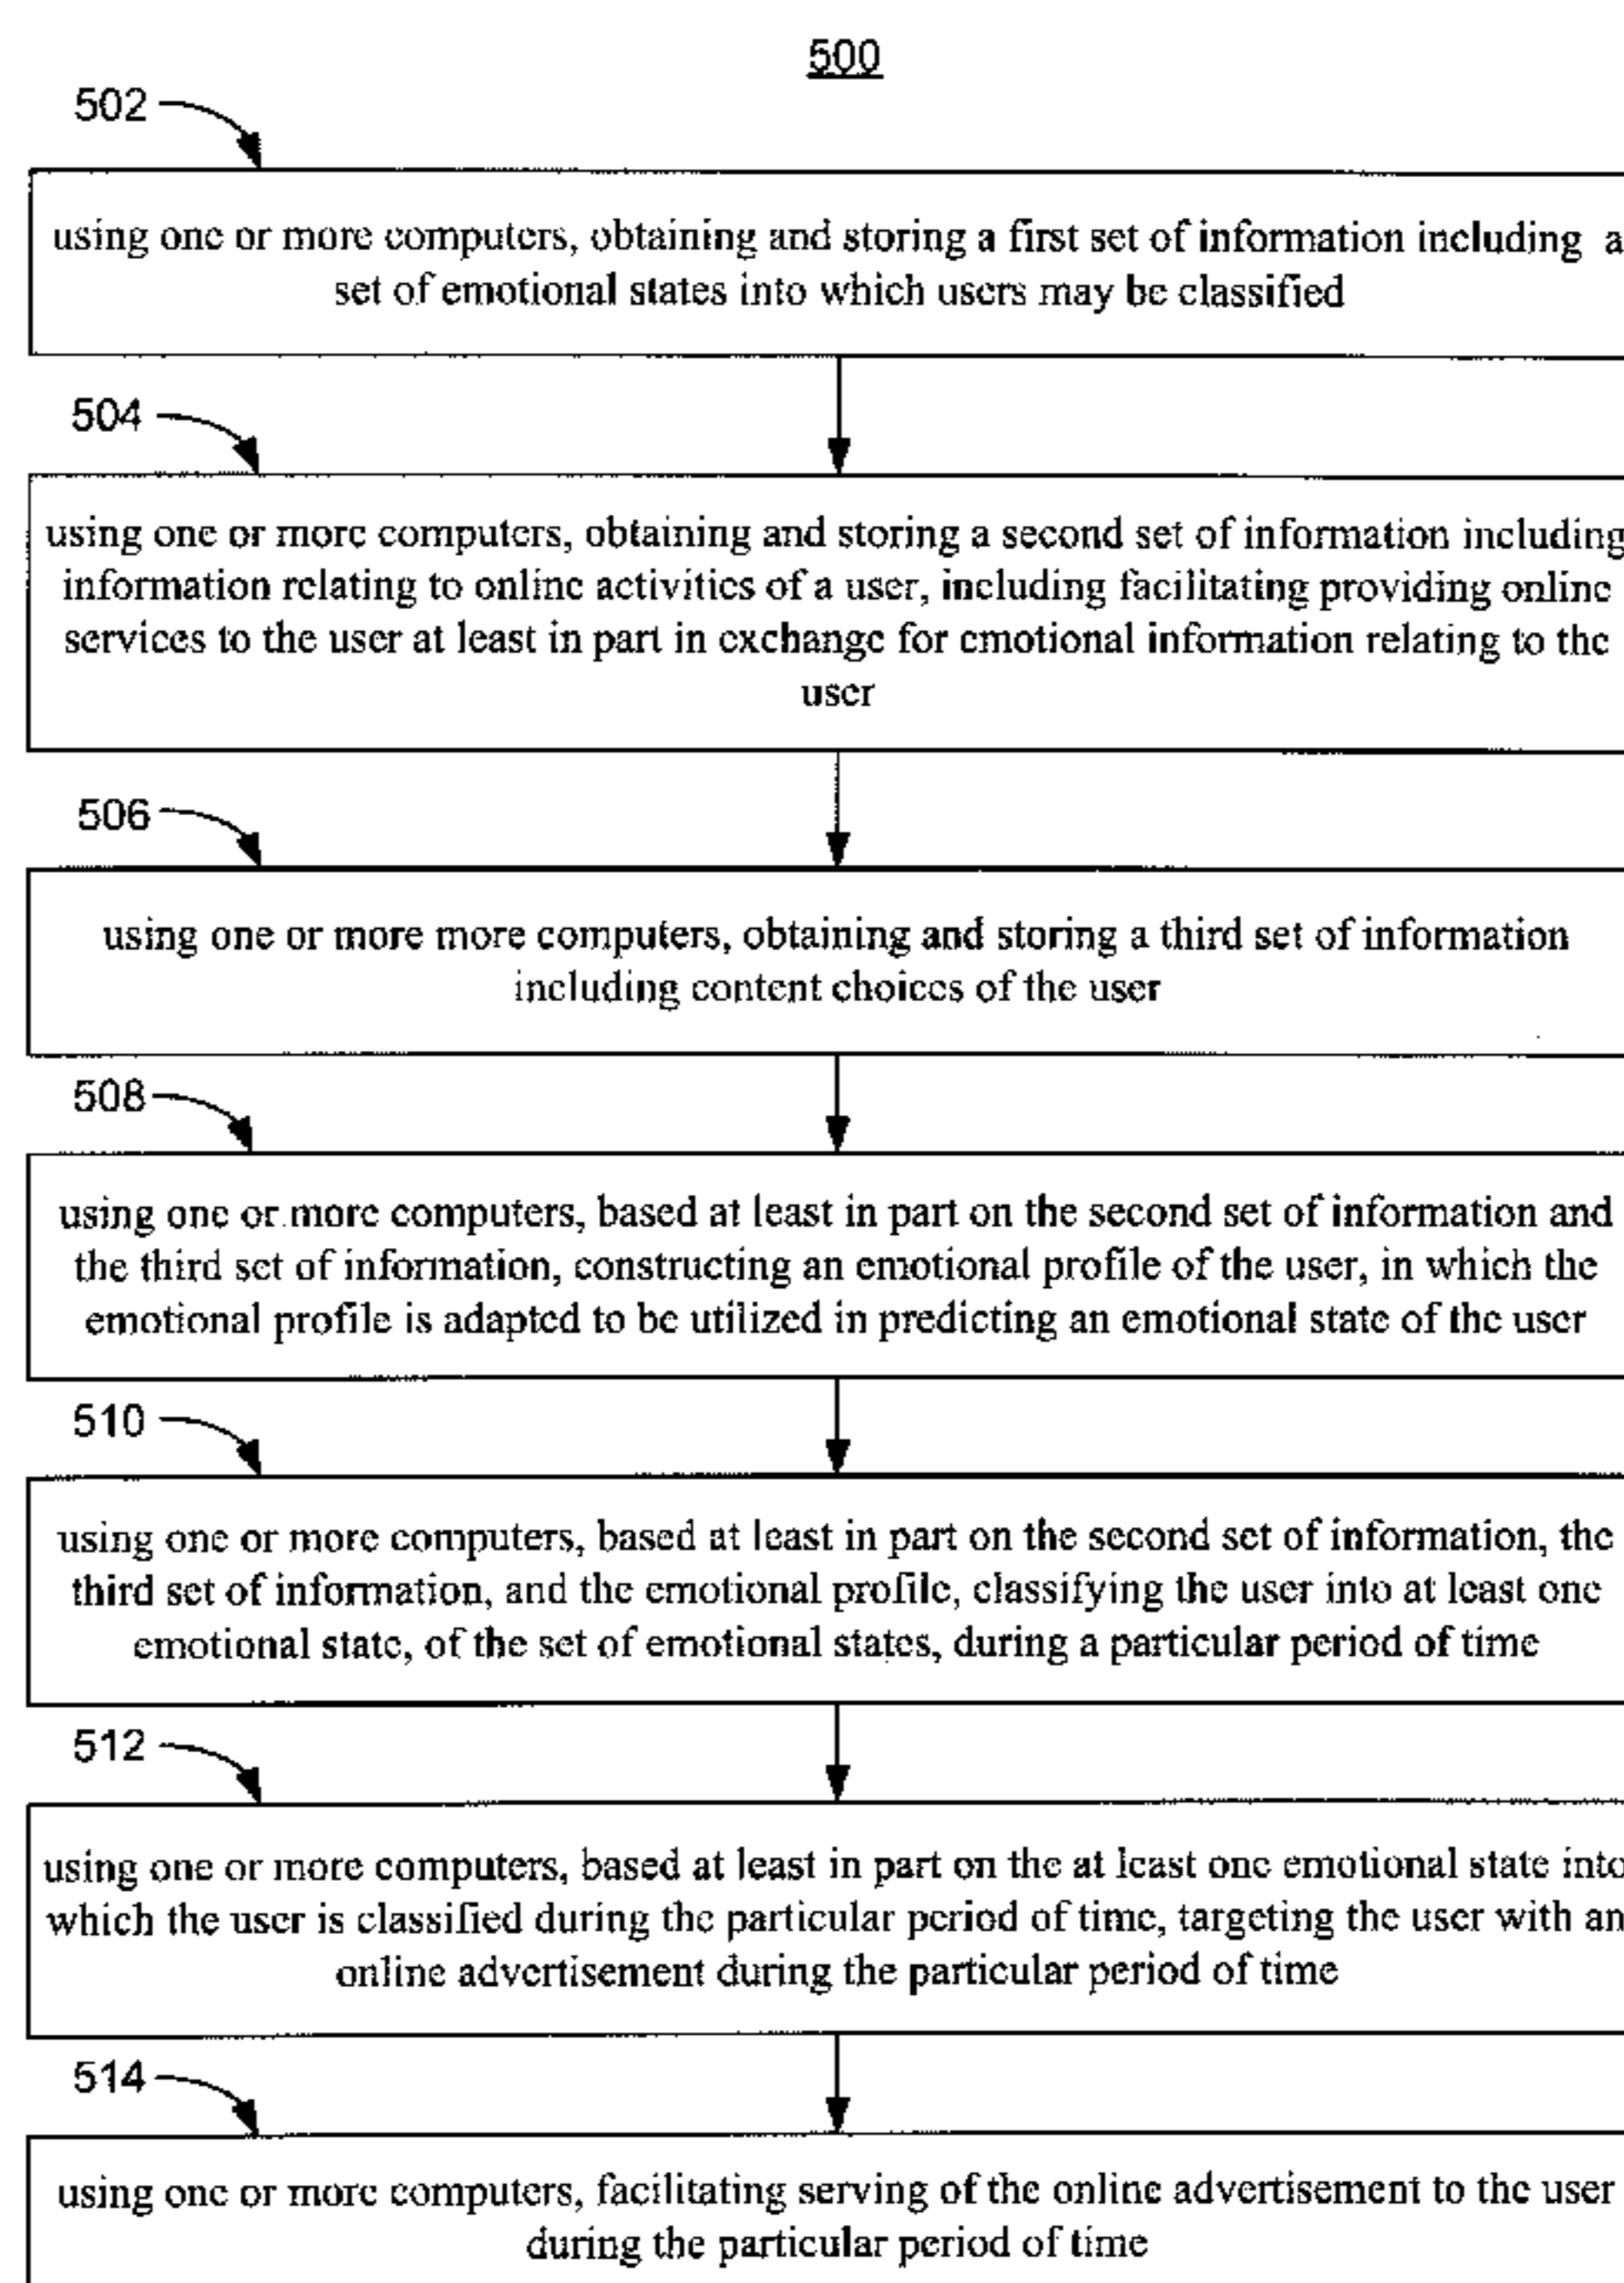 500
502
using one or more computers, obtaining and storing a first set of information including a
set of emotional states into which users may be classified
504
using one or more computers, obtaining and storing a second set of information including
information relating to online activities of a user, including facilitating providing online
services to the user at least in part in exchange for emotional information relating to the
user
506
using one or more more computers, obtaining and storing a third set of information
including content choices of the user
508
using one or more computers, based at least in part on the second set of information and
the third set of information, constructing an emotional profile of the user, in which the
emotional profile is adapted to be utilized in predicting an emotional state of the user
510
using one or more computers, based at least in part on the second set of information, the
third set of information, and the emotional profile, classifying the user into at least one
emotional state, of the set of emotional states, during a particular period of time
512
using one or more computers, based at least in part on the at least one emotional state into
which the user is classified during the particular period of time, targeting the user with an
online advertisement during the particular period of time
514
using one or more computers, facilitating serving of the online advertisement to the user
during the particular period of time